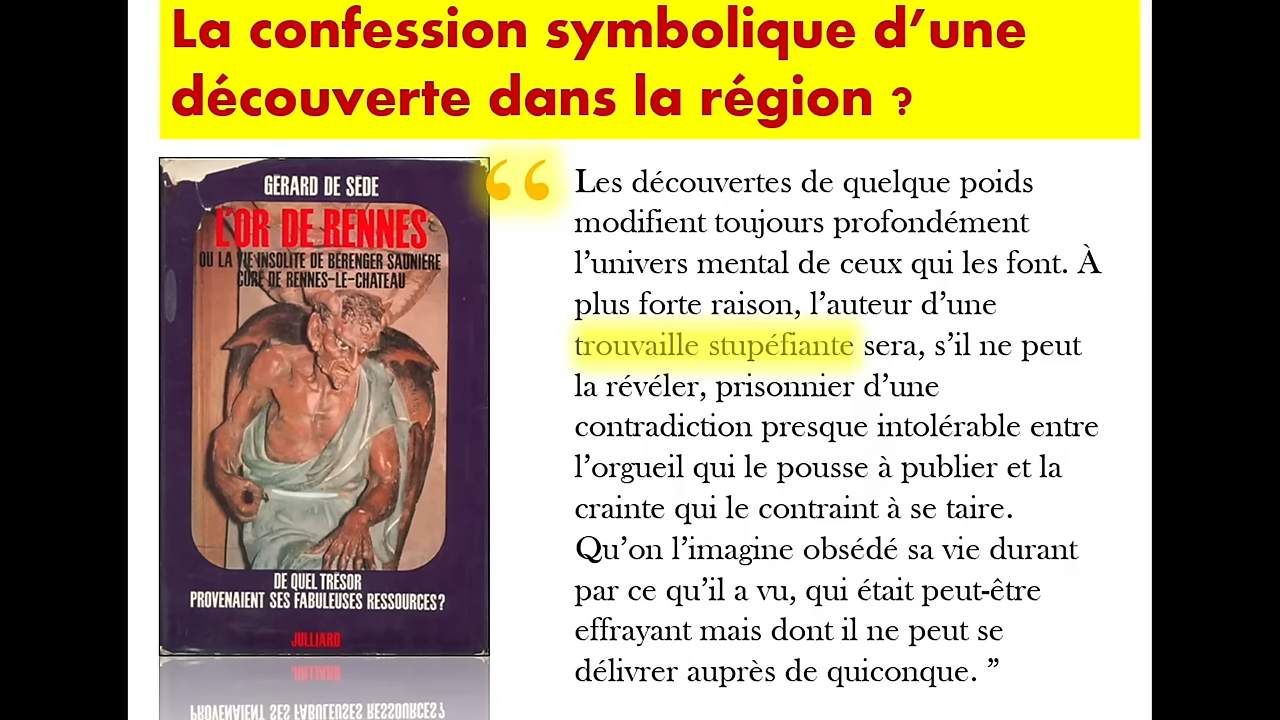 La confession symbolique d’une
découverte dans la région ?
GÉRARD DE SÈDE
L'OR DE RENNES
OU LA VIE INSOLITE DE BÉRENGER SAUNIÈRE
CURÉ DE RENNES-LE-CHATEAU
DE QUEL TRÉSOR
PROVENAIENT SES FABULEUSES RESSOURCES?
JULLIARD
“ Les découvertes de quelque poids
modifient toujours profondément
l’univers mental de ceux qui les font. À
plus forte raison, l’auteur d’une
trouvaille stupéfiante sera, s’il ne peut
la révéler, prisonnier d’une
contradiction presque intolérable entre
l’orgueil qui le pousse à publier et la
crainte qui le contraint à se taire.
Qu’on l’imagine obsédé sa vie durant
par ce qu’il a vu, qui était peut-être
effrayant mais dont il ne peut se
délivrer auprès de quiconque. ”